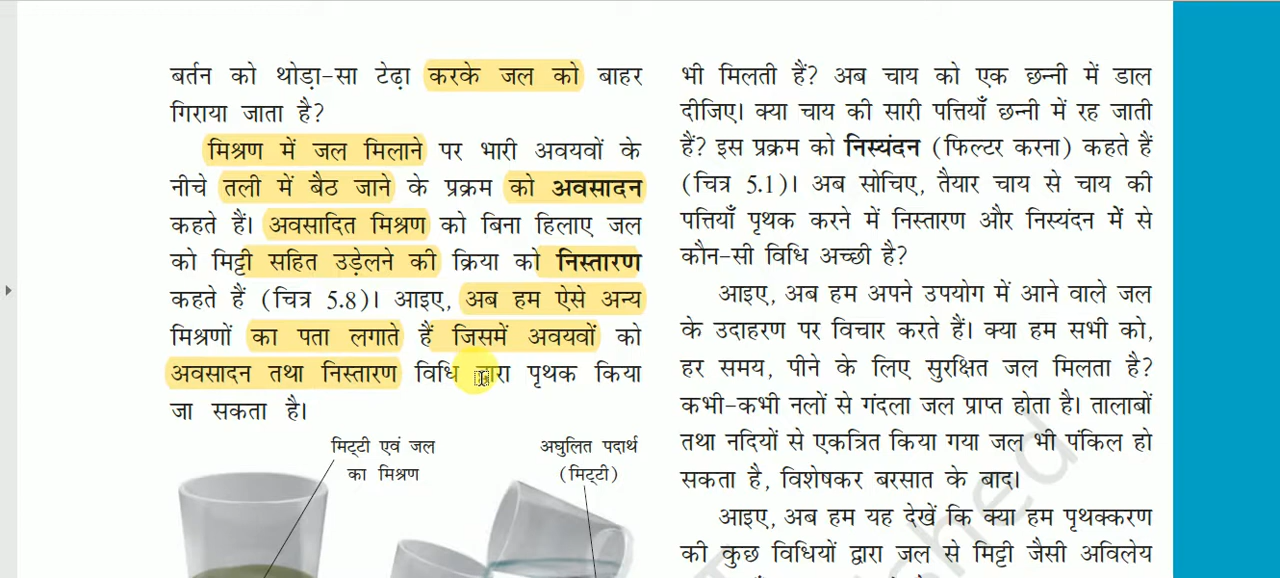 बर्तन को थोड़ा-सा टेढ़ा करके जल को बाहर
गिराया जाता है?
मिश्रण में जल मिलाने पर भारी अवयवों के
नीचे तली में बैठ जाने के प्रक्रम को अवसादन
कहते हैं। अवसादित मिश्रण को बिना हिलाए जल
को मिट्टी सहित उड़ेलने की क्रिया को निस्तारण
कहते हैं (चित्र 5.8)। आइए, अब हम ऐसे अन्य
मिश्रणों का पता लगाते हैं जिसमें अवयवों को
अवसादन तथा निस्तारण विधि द्वारा पृथक किया
जा सकता है।
मिट्टी एवं जल
का मिश्रण
अघुलित पदार्थ
(मिट्टी)
भी मिलती हैं? अब चाय को एक छन्नी में डाल
दीजिए। क्या चाय की सारी पत्तियाँ छन्नी में रह जाती
हैं? इस प्रक्रम को निस्यंदन (फिल्टर करना) कहते हैं
(चित्र 5.1)। अब सोचिए, तैयार चाय से चाय की
पत्तियाँ पृथक करने में निस्तारण और निस्यंदन में से
कौन-सी विधि अच्छी है?
आइए, अब हम अपने उपयोग में आने वाले जल
के उदाहरण पर विचार करते हैं। क्या हम सभी को,
हर समय, पीने के लिए सुरक्षित जल मिलता है?
कभी-कभी नलों से गंदला जल प्राप्त होता है। तालाबों
तथा नदियों से एकत्रित किया गया जल भी पंकिल हो
सकता है, विशेषकर बरसात के बाद।
आइए, अब हम यह देखें कि क्या हम पृथक्करण
की कुछ विधियों द्वारा जल से मिट्टी जैसी अविलेय